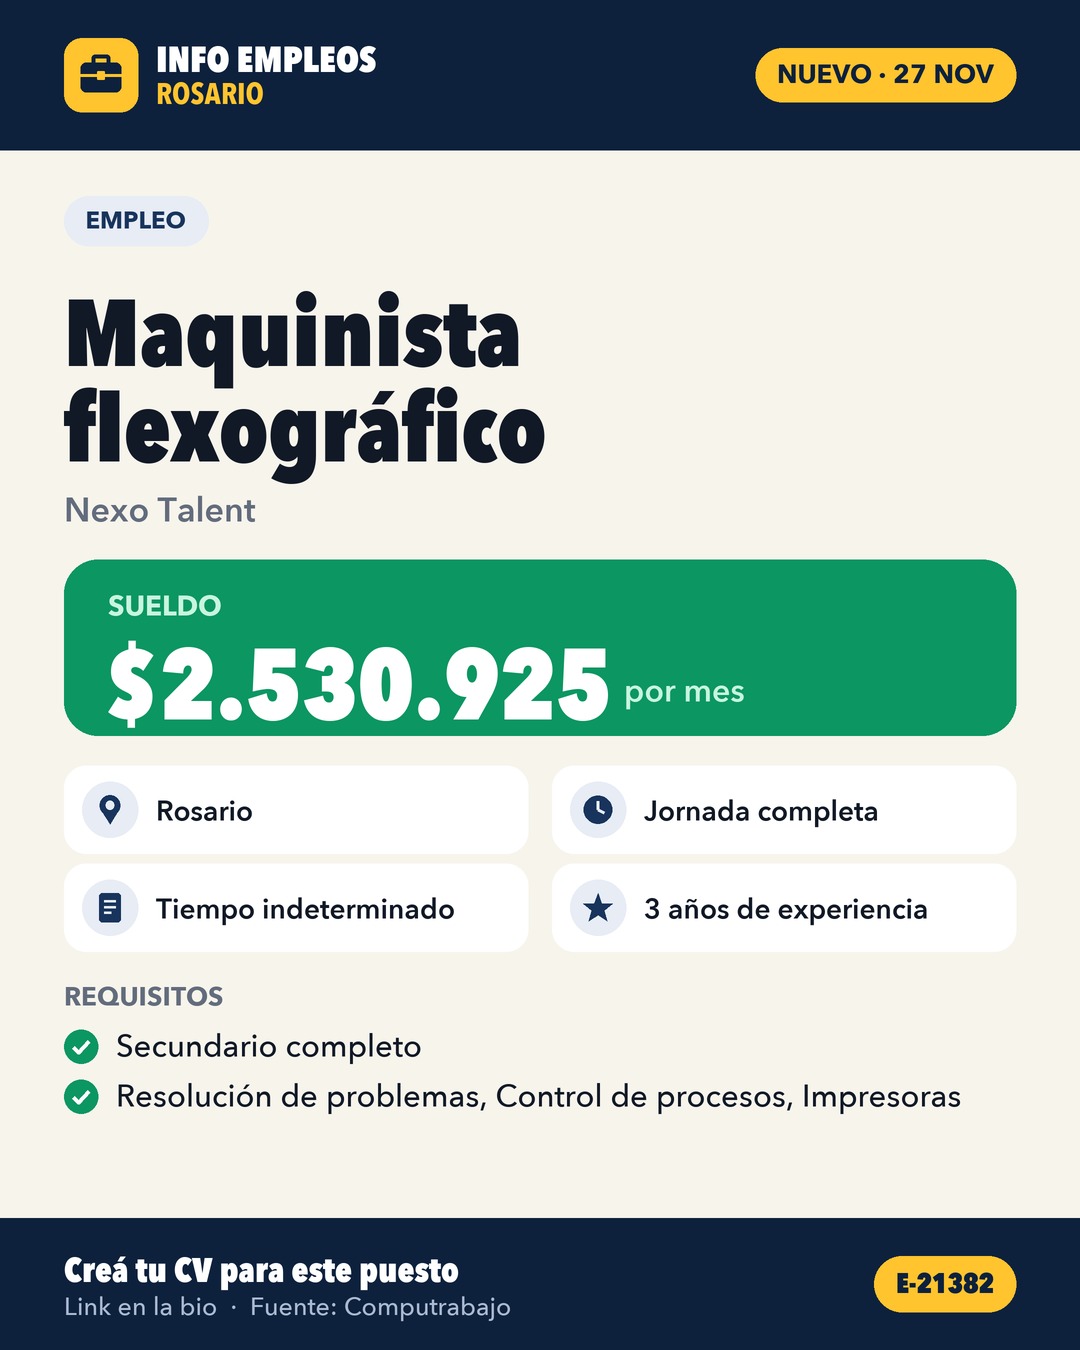 INFO EMPLEOS
ROSARIO
NUEVO · 27 NOV
EMPLEO
Maquinista
flexográfico
Nexo Talent
SUELDO
$2.530.925 por mes
Rosario
Jornada completa
Tiempo indeterminado
3 años de experiencia
REQUISITOS
Secundario completo
Resolución de problemas, Control de procesos, Impresoras
Creá tu CV para este puesto
Link en la bio · Fuente: Computrabajo
E-21382